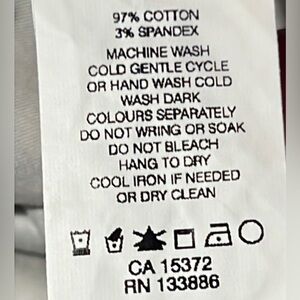 97% COTTON
3% SPANDEX
MACHINE WASH
COLD GENTLE CYCLE
OR HAND WASH COLD
WASH DARK
COLOURS SEPARATELY
DO NOT WRING OR SOAK
DO NOT BLEACH
HANG TO DRY
COOL IRON IF NEEDED
OR DRY CLEAN
CA 15372
RN 133886